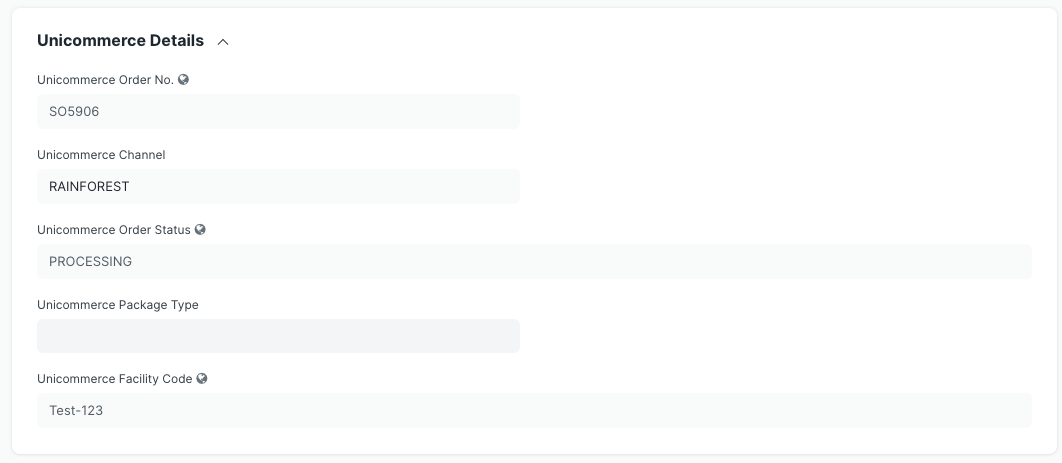 Unicommerce Details
Unicommerce Order No.
SO5906
Unicommerce Channel
RAINFOREST
Unicommerce Order Status
PROCESSING
Unicommerce Package Type
Unicommerce Facility Code
Test-123